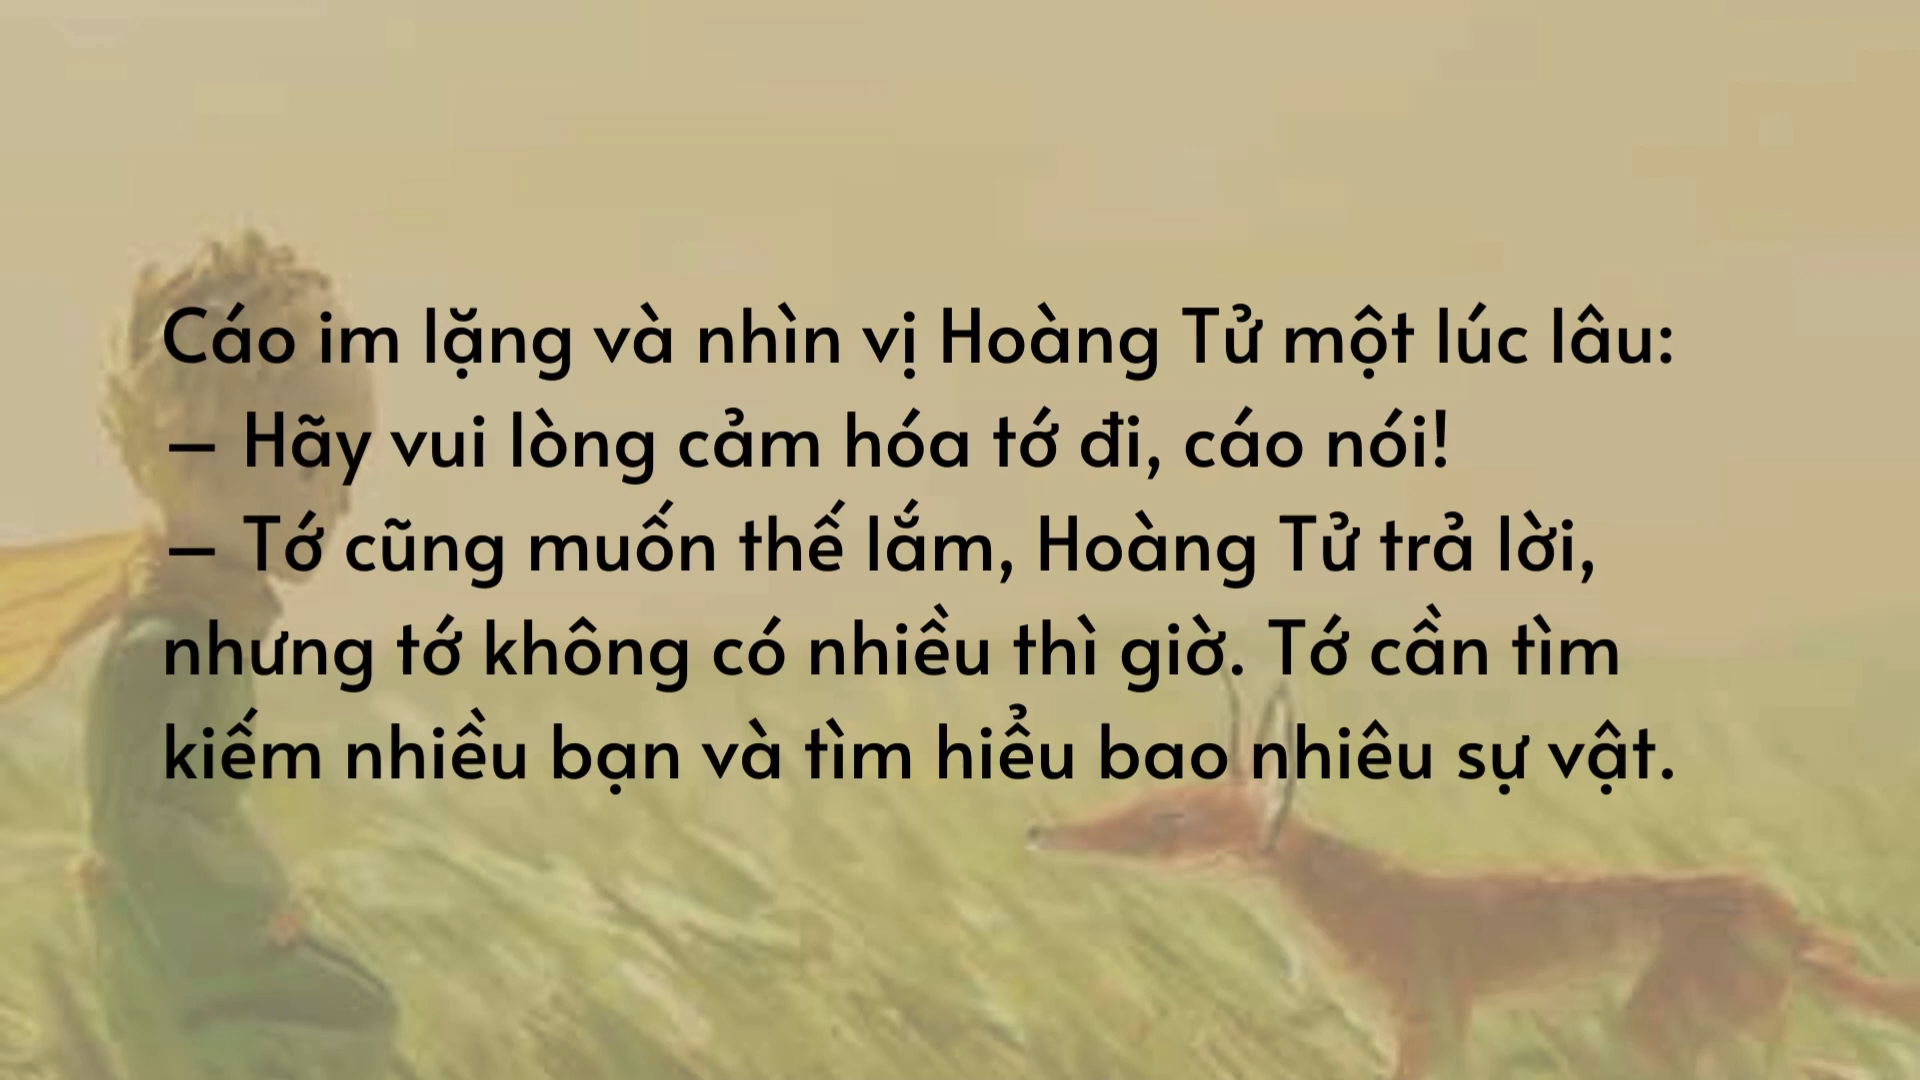 Cáo im lặng và nhìn vị Hoàng Tử một lúc lâu:
– Hãy vui lòng cảm hóa tớ đi, cáo nói!
– Tớ cũng muốn thế lắm, Hoàng Tử trả lời,
nhưng tớ không có nhiều thì giờ. Tớ cần tìm
kiếm nhiều bạn và tìm hiểu bao nhiêu sự vật.